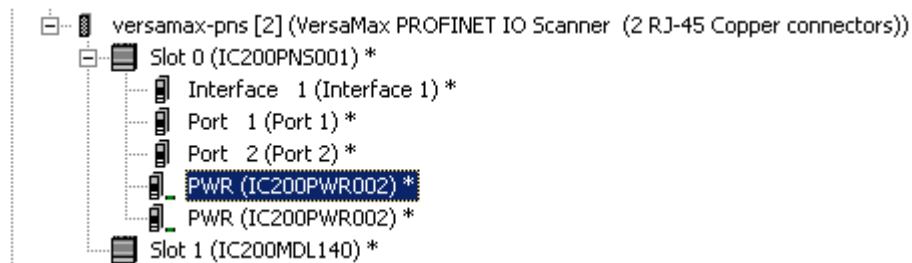 versamax-pns [2] (VersaMax PROFINET IO Scanner (2 RJ-45 Copper connectors))
Slot 0 (IC200PNS001) *
Interface 1 (Interface 1) *
Port 1 (Port 1) *
Port 2 (Port 2) *
PWR (IC200PWR002) *
PWR (IC200PWR002) *
Slot 1 (IC200MDL140) *